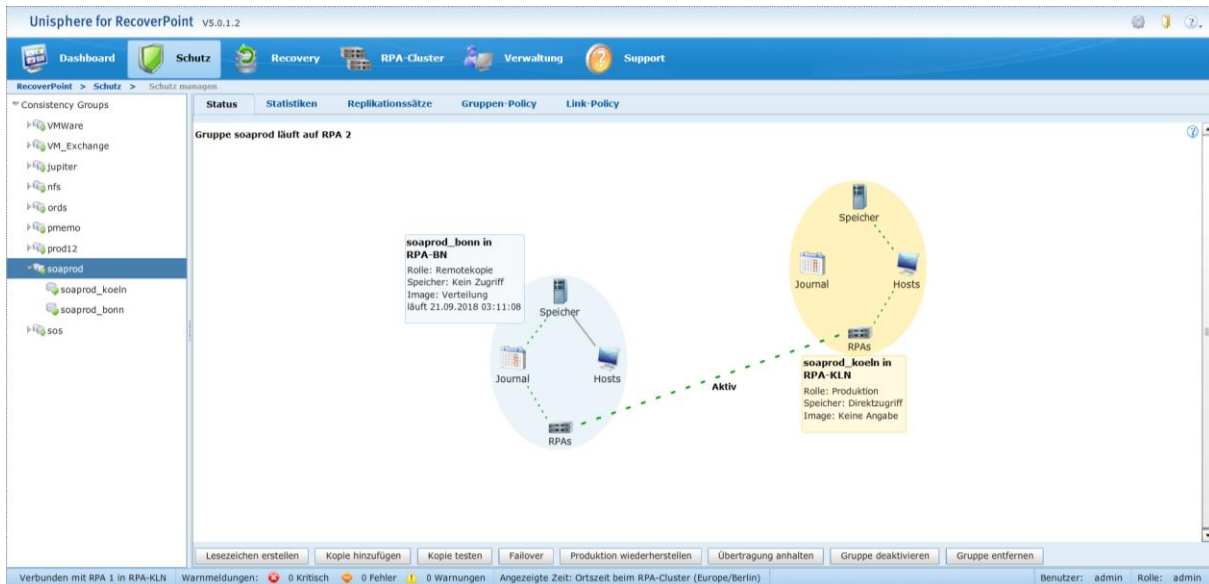 Unisphere for RecoverPoint V5.0.1.2
Dashboard Schutz Recovery RPA-Cluster Verwaltung Support
RecoverPoint > Schutz > Schutz managen
Consistency Groups
VMWare
VM_Exchange
jupiter
nfs
ords
pmemo
prod12
soaprod
soaprod_koeln
soaprod_bonn
sos
Status Statistiken Replikationssätze Gruppen-Policy Link-Policy
Gruppe soaprod läuft auf RPA 2
soaprod_bonn in
RPA-BN
Rolle: Remotekopie
Speicher: Kein Zugriff
Image: Verteilung
läuft 21.09.2018 03:11:08
Speicher
Journal
Hosts
RPAs
Aktiv
Speicher
Journal
Hosts
RPAs
soaprod_koeln in
RPA-KLN
Rolle: Produktion
Speicher: Direktzugriff
Image: Keine Angabe
Lesezeichen erstellen Kopie hinzufügen Kopie testen Failover Produktion wiederherstellen Übertragung anhalten Gruppe deaktivieren Gruppe entfernen
Verbunden mit RPA 1 in RPA-KLN Warnmeldungen: 0 Kritisch 0 Fehler 0 Warnungen Angezeigte Zeit: Ortszeit beim RPA-Cluster (Europe/Berlin) Benutzer: admin Rolle: admin